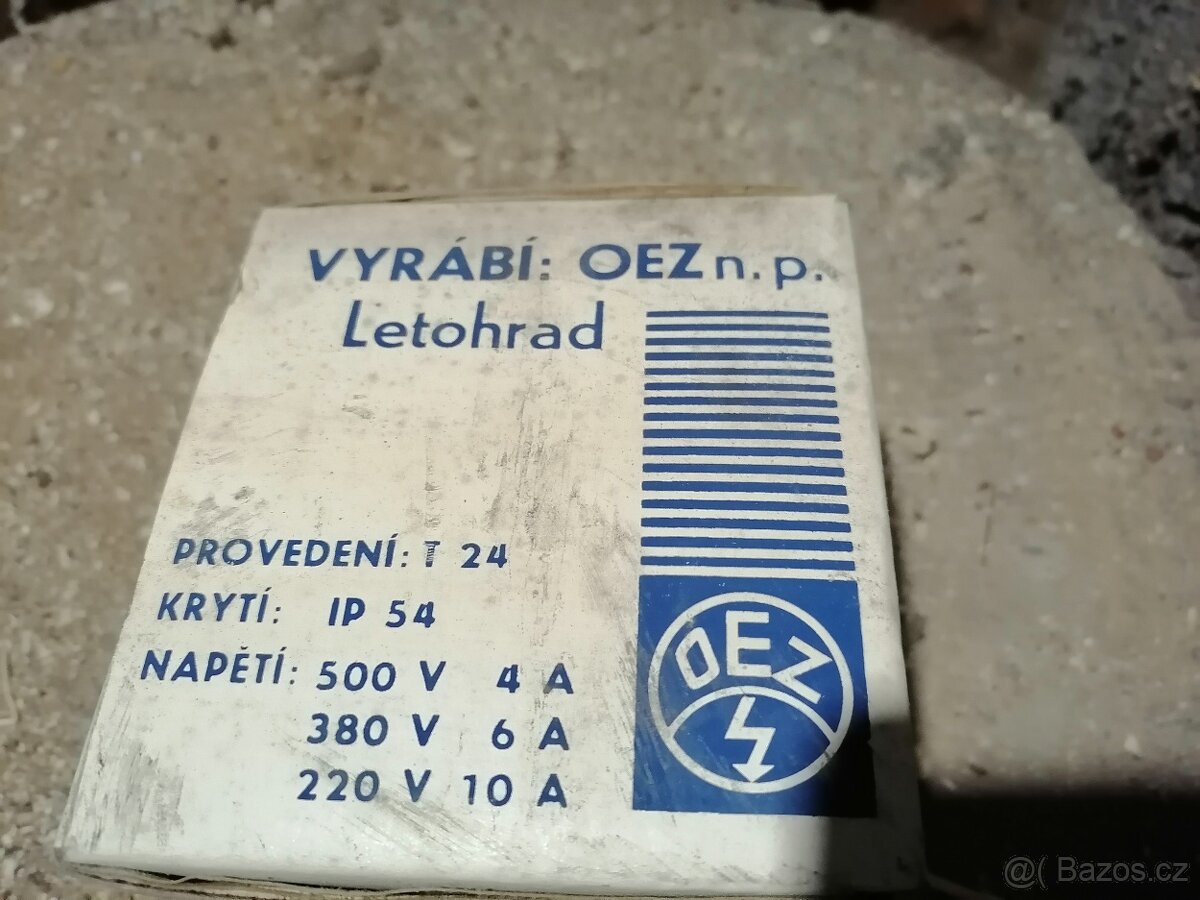 VYRÁBÍ: OEZ n. p.
Letohrad
PROVEDENÍ: T 24
KRYTÍ: IP 54
NAPĚTÍ: 500 V 4 A
380 V 6 A
220 V 10 A
OEZ
@( Bazos.cz